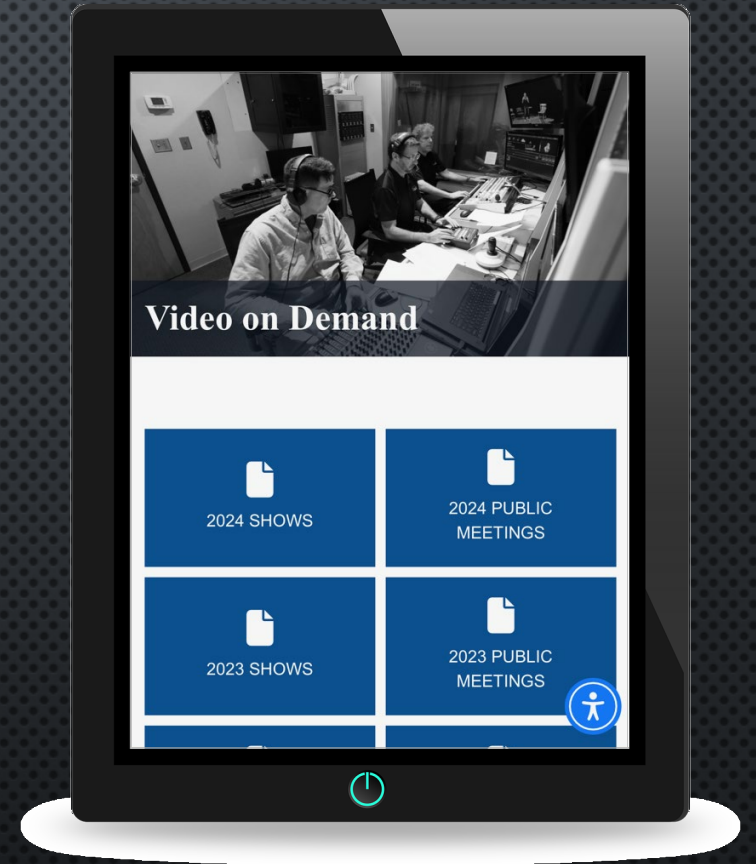 Video on Demand
2024 SHOWS
2024 PUBLIC
MEETINGS
2023 SHOWS
2023 PUBLIC
MEETINGS